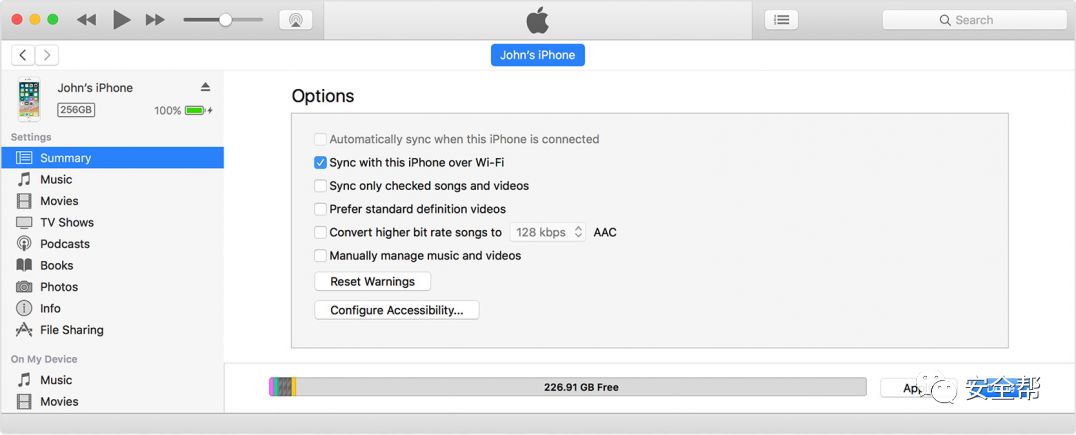 Search
John's iPhone
John's iPhone
256GB
100%
Options
Settings
Summary
Music
Movies
TV Shows
Podcasts
Books
Photos
Info
File Sharing
On My Device
Music
Movies
Automatically sync when this iPhone is connected
Sync with this iPhone over Wi-Fi
Sync only checked songs and videos
Prefer standard definition videos
Convert higher bit rate songs to 128 kbps AAC
Manually manage music and videos
Reset Warnings
Configure Accessibility...
226.91 GB Free
安全帮